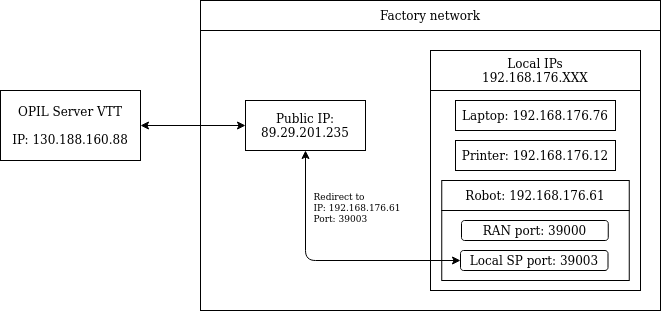 Factory network
OPIL Server VTT
IP: 130.188.160.88
Public IP:
89.29.201.235
Redirect to
IP: 192.168.176.61
Port: 39003
Local IPs
192.168.176.XXX
Laptop: 192.168.176.76
Printer: 192.168.176.12
Robot: 192.168.176.61
RAN port: 39000
Local SP port: 39003